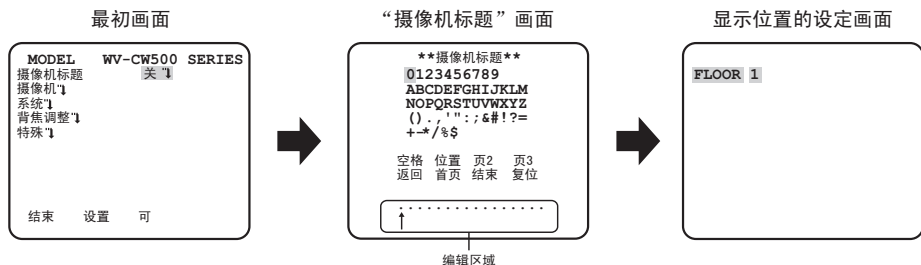 最初画面
MODEL WV-CW500 SERIES
摄像机标题 关
摄像机
系统
背焦调整
特殊
结束 设置 可
“摄像机标题”画面
**摄像机标题**
0123456789
ABCDEFGHIJKLM
NOPQRSTUVWXYZ
().,'":;&#!?=
+-*/%$
空格 位置 页2 页3
返回 首页 结束 复位
................
编辑区域
显示位置的设定画面
FLOOR 1